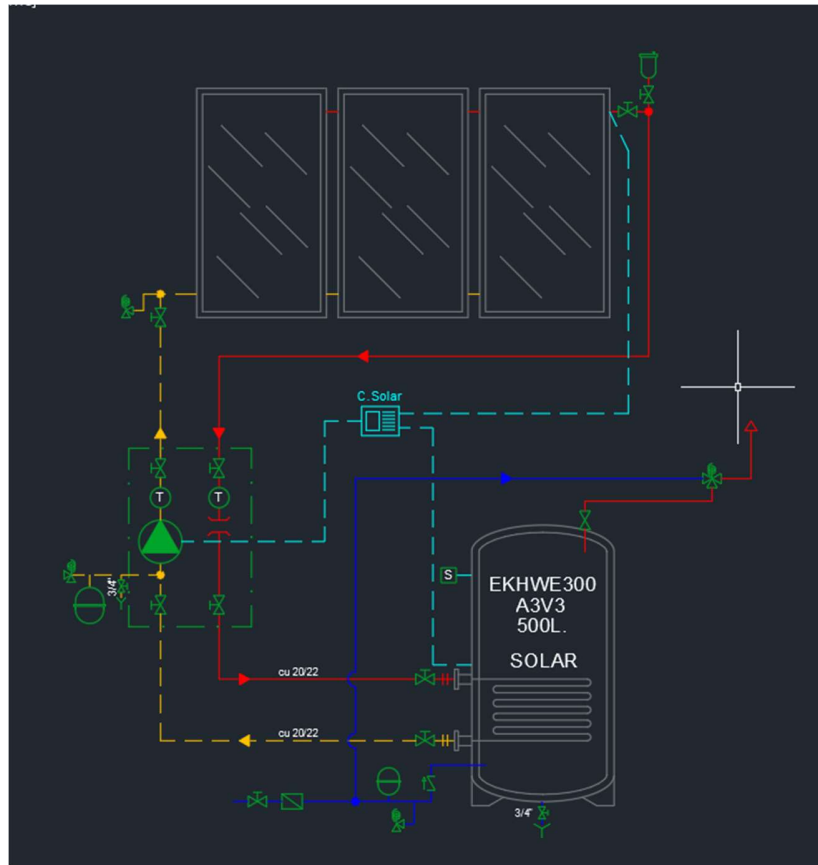 C.Solar
T
T
3/4"
S
EKHWE300
A3V3
500L.
SOLAR
cu 20/22
cu 20/22
3/4"